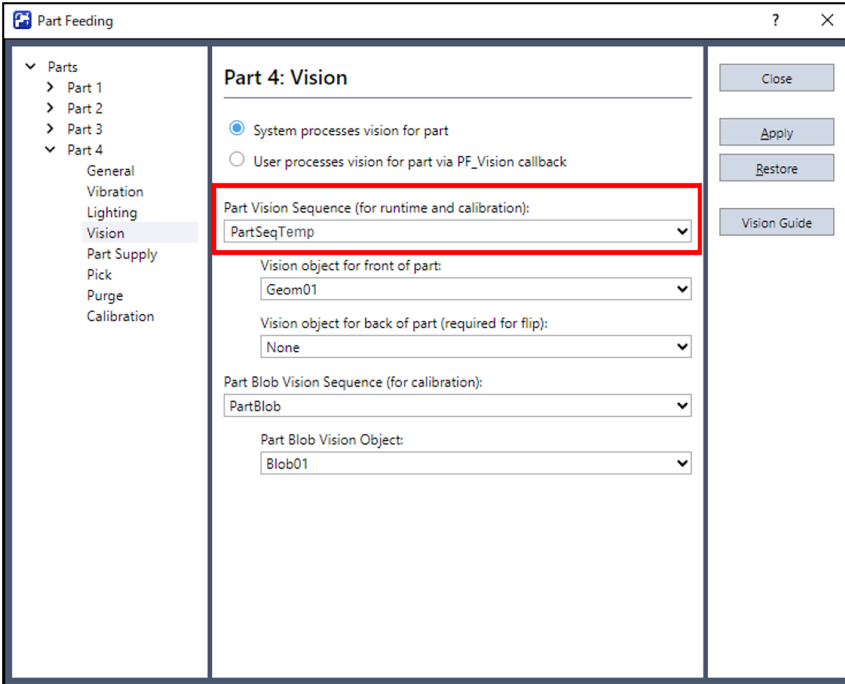 Part Feeding
?
Parts
Part 1
Part 2
Part 3
Part 4
General
Vibration
Lighting
Vision
Part Supply
Pick
Purge
Calibration
Part 4: Vision
System processes vision for part
User processes vision for part via PF_Vision callback
Part Vision Sequence (for runtime and calibration):
PartSeqTemp
Vision object for front of part:
Geom01
Vision object for back of part (required for flip):
None
Part Blob Vision Sequence (for calibration):
PartBlob
Part Blob Vision Object:
Blob01
Close
Apply
Restore
Vision Guide